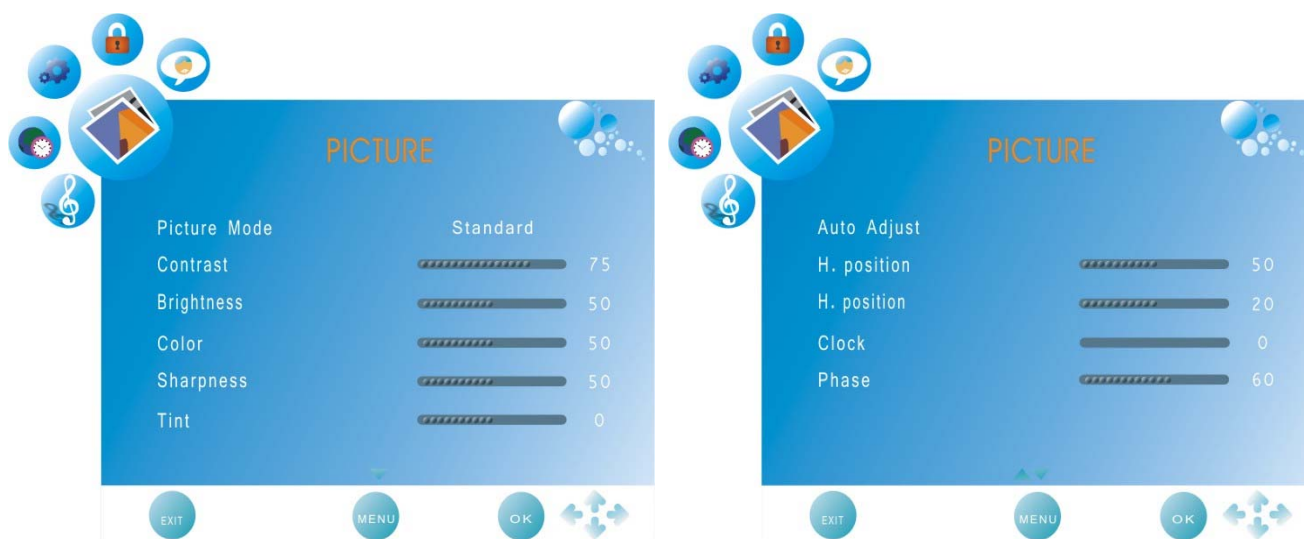 PICTURE
Picture Mode Standard
Contrast 75
Brightness 50
Color 50
Sharpness 50
Tint 0
EXIT MENU OK
PICTURE
Auto Adjust
H. position 50
H. position 20
Clock 0
Phase 60
EXIT MENU OK